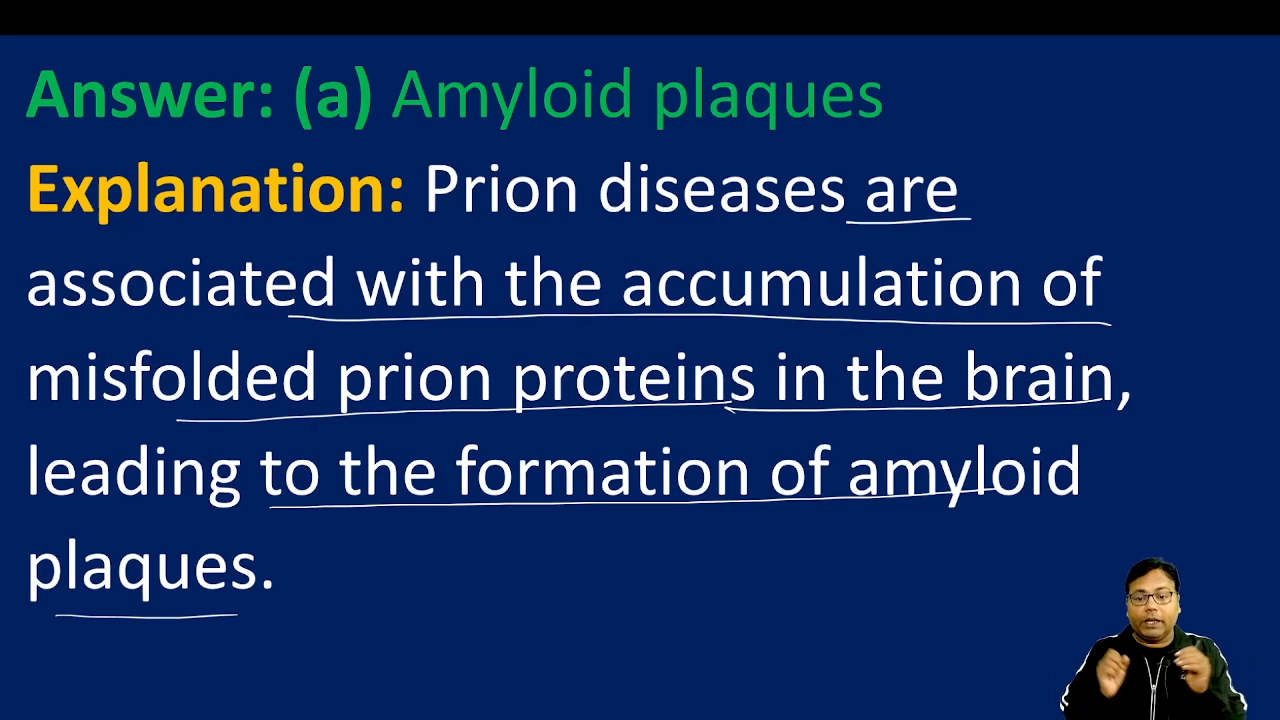 Answer: (a) Amyloid plaques
Explanation: Prion diseases are
associated with the accumulation of
misfolded prion proteins in the brain,
leading to the formation of amyloid
plaques.